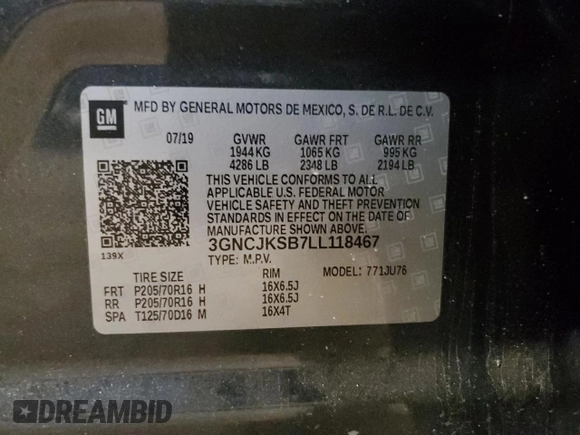 GM
MFD BY GENERAL MOTORS DE MEXICO, S. DE R.L. DE C.V.
07/19 GVWR GAWR FRT GAWR RR
1944 KG 1065 KG 995 KG
4286 LB 2348 LB 2194 LB
THIS VEHICLE CONFORMS TO ALL
APPLICABLE U.S. FEDERAL MOTOR
VEHICLE SAFETY AND THEFT PREVENTION
STANDARDS IN EFFECT ON THE DATE OF
MANUFACTURE SHOWN ABOVE.
3GNCJKSB7LL118467
139X
TYPE: M.P.V. MODEL: 771JU76
TIRE SIZE RIM
FRT P205/70R16 H 16X6.5J
RR P205/70R16 H 16X6.5J
SPA T125/70D16 M 16X4T
DREAMBID